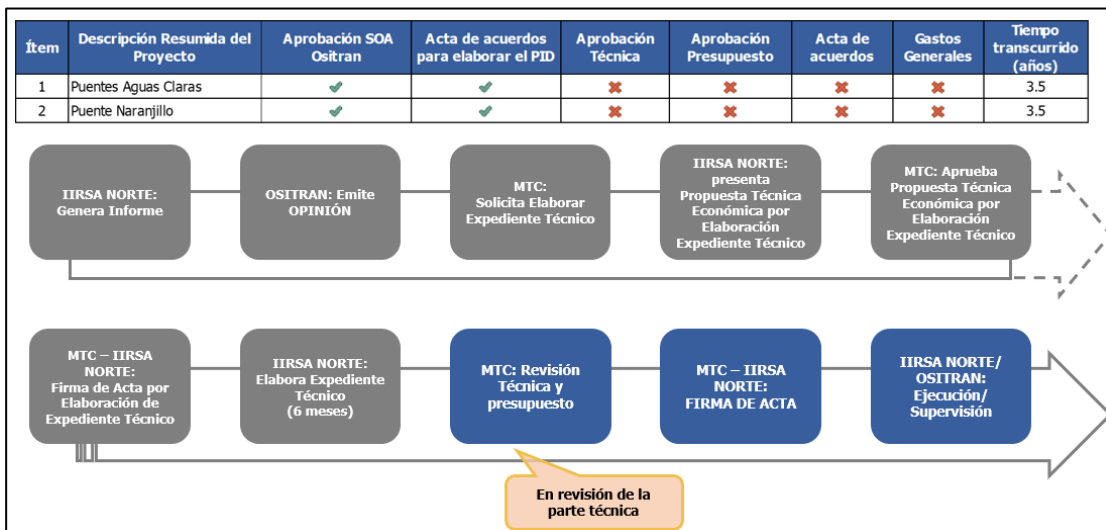 Ítem
Descripción Resumida del
Proyecto
Aprobación SOA
Ositran
Acta de acuerdos
para elaborar el PID
Aprobación
Técnica
Aprobación
Presupuesto
Acta de
acuerdos
Gastos
Generales
Tiempo
transcurrido
(años)
1 Puentes Aguas Claras ✔ ✔ ✖ ✖ ✖ ✖ 3.5
2 Puente Naranjillo ✔ ✔ ✖ ✖ ✖ ✖ 3.5
IIRSA NORTE:
Genera Informe
OSITRAN: Emite
OPINIÓN
MTC:
Solicita Elaborar
Expediente Técnico
IIRSA NORTE:
presenta
Propuesta Técnica
Económica por
Elaboración
Expediente Técnico
MTC: Aprueba
Propuesta Técnica
Económica por
Elaboración
Expediente Técnico
MTC – IIRSA
NORTE:
Firma de Acta por
Elaboración de
Expediente Técnico
IIRSA NORTE:
Elabora Expediente
Técnico
(6 meses)
MTC: Revisión
Técnica y
presupuesto
MTC – IIRSA
NORTE:
FIRMA DE ACTA
IIRSA NORTE/
OSITRAN:
Ejecución/
Supervisión
En revisión de la
parte técnica